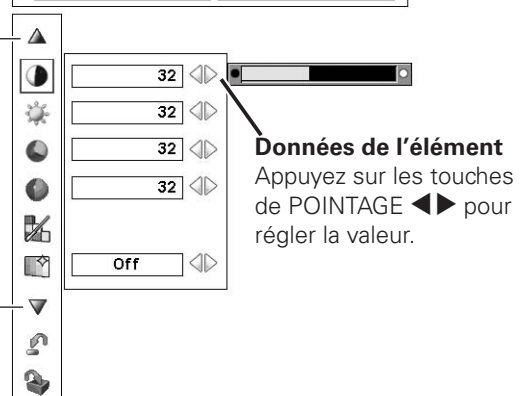 32
32
32
32
Off
Données de l'élément
Appuyez sur les touches
de POINTAGE ◀▶ pour
régler la valeur.